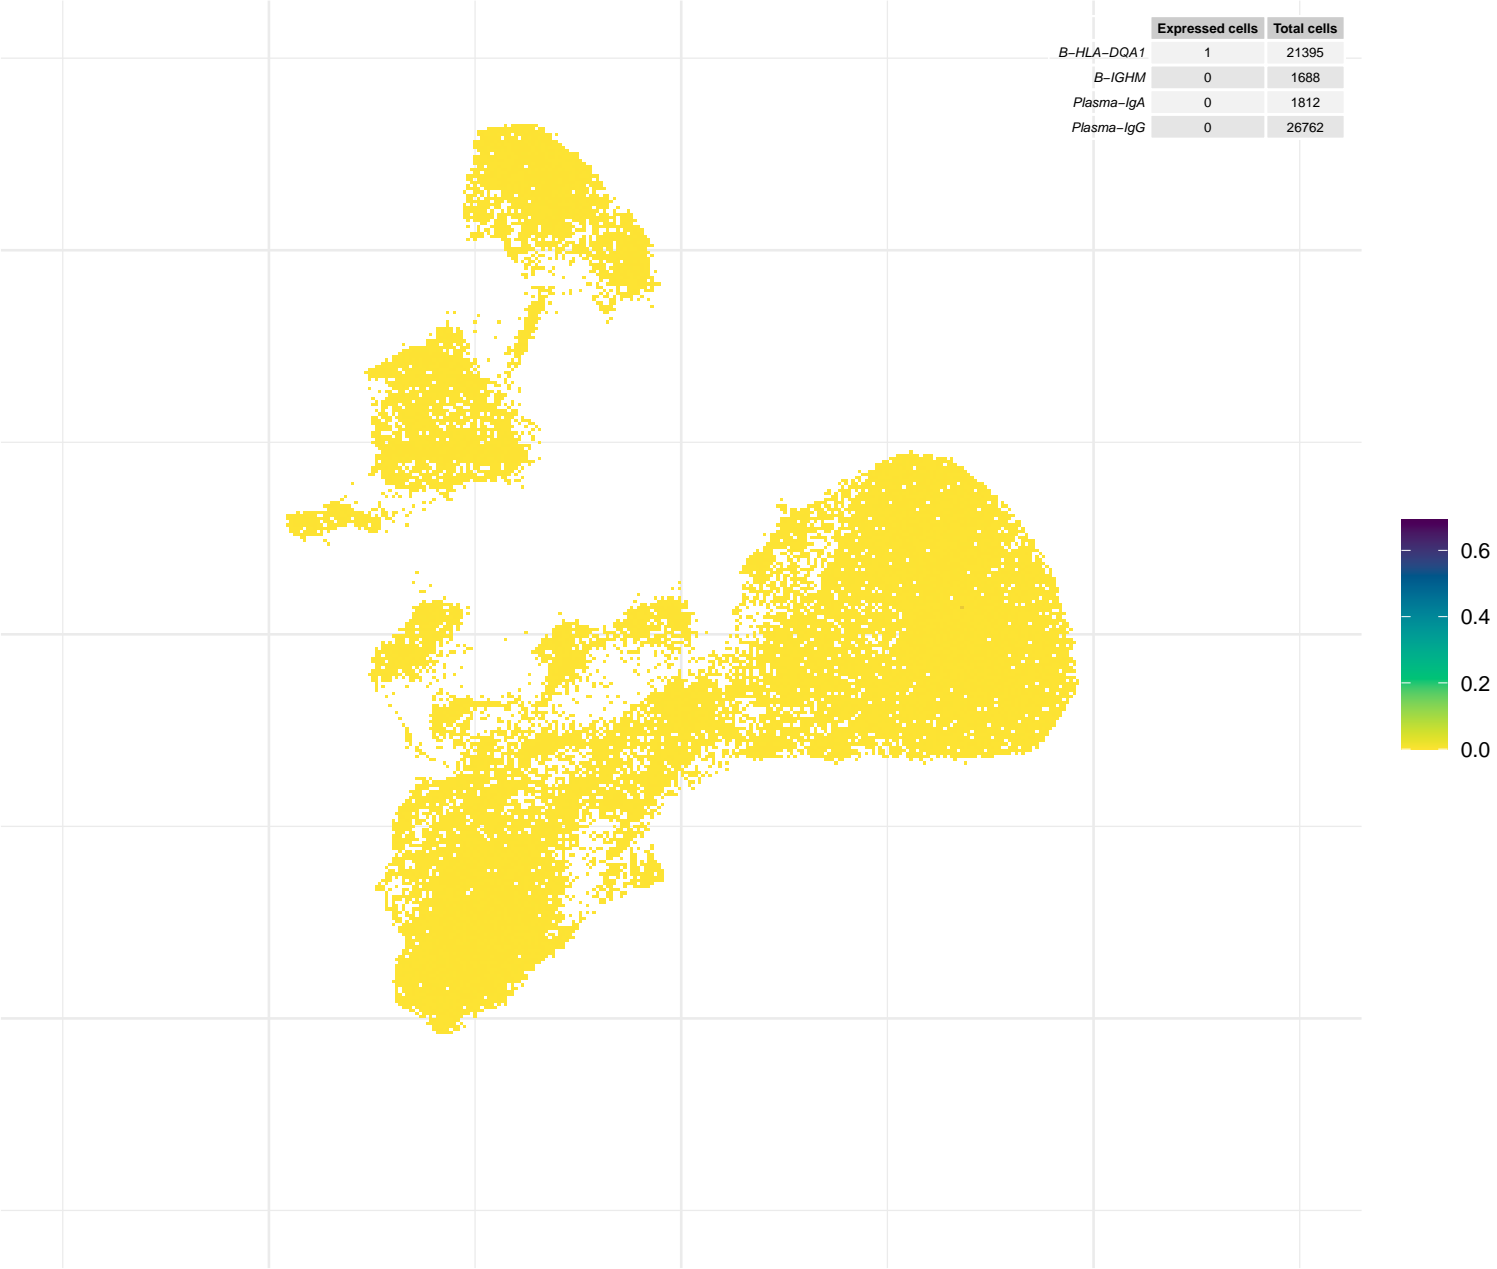 Expressed cells Total cells
B−HLA−DQA1 1 21395
B−IGHM 0 1688
Plasma−IgA 0 1812
Plasma−IgG 0 26762
0.6
0.4
0.2
0.0